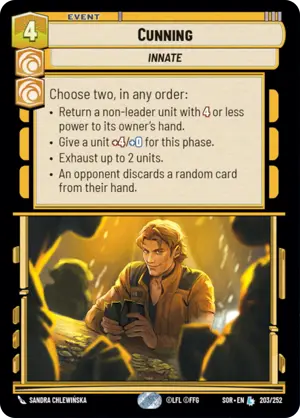 EVENT
4
CUNNING
INNATE
Choose two, in any order:
• Return a non-leader unit with 4 or less
power to its owner's hand.
• Give a unit +4/+0 for this phase.
• Exhaust up to 2 units.
• An opponent discards a random card
from their hand.
SANDRA CHLEWIŃSKA
©LFL ©FFG
SOR • EN
203/252